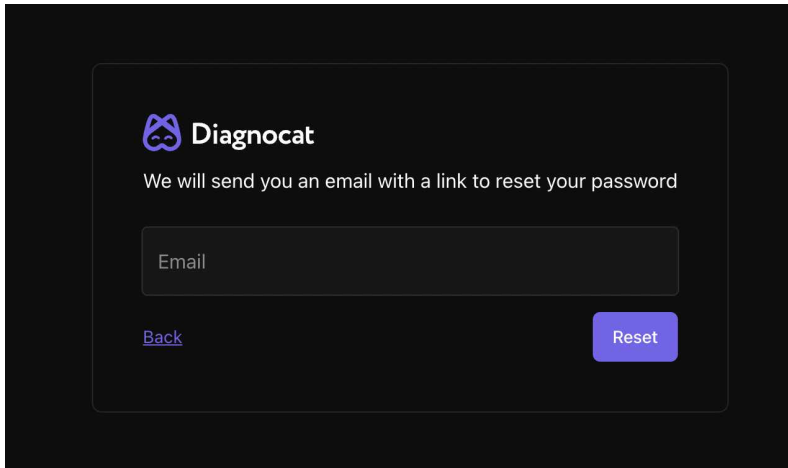 Diagnocat
We will send you an email with a link to reset your password
Email
Back
Reset